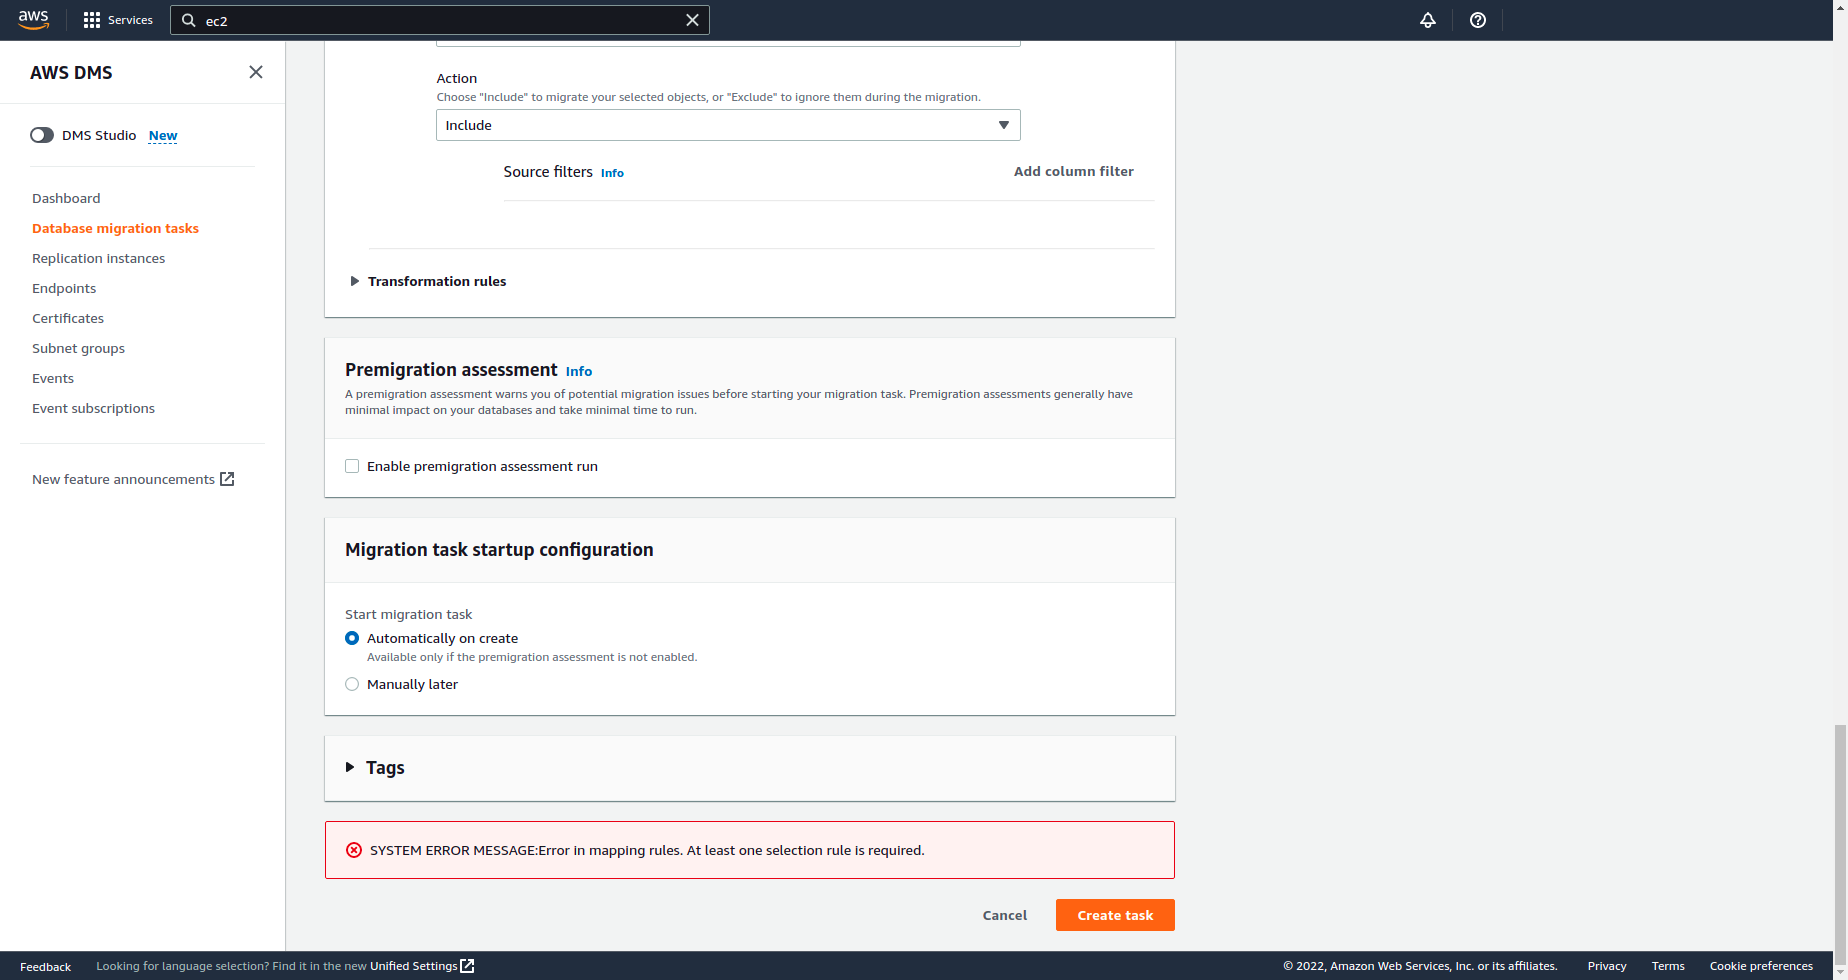 aws
Services
ec2
AWS DMS
DMS Studio New
Dashboard
Database migration tasks
Replication instances
Endpoints
Certificates
Subnet groups
Events
Event subscriptions
New feature announcements
Action
Choose "Include" to migrate your selected objects, or "Exclude" to ignore them during the migration.
Include
Source filters Info
Add column filter
Transformation rules
Premigration assessment Info
A premigration assessment warns you of potential migration issues before starting your migration task. Premigration assessments generally have
minimal impact on your databases and take minimal time to run.
Enable premigration assessment run
Migration task startup configuration
Start migration task
Automatically on create
Available only if the premigration assessment is not enabled.
Manually later
Tags
SYSTEM ERROR MESSAGE:Error in mapping rules. At least one selection rule is required.
Cancel
Create task
Feedback
Looking for language selection? Find it in the new Unified Settings
© 2022, Amazon Web Services, Inc. or its affiliates.
Privacy
Terms
Cookie preferences